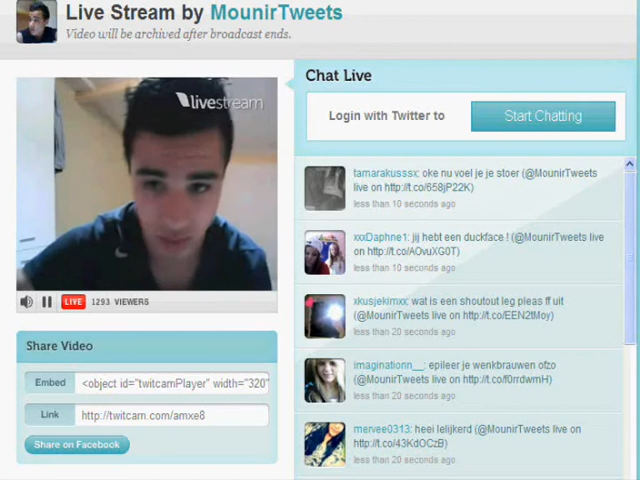 Live Stream by MounirTweets
Video will be archived after broadcast ends.
livestream
LIVE 1293 VIEWERS
Share Video
Embed <object id="twitcamPlayer" width="320"
Link http://twitcam.com/amxe8
Share on Facebook
Chat Live
Login with Twitter to Start Chatting
tamarakusssx: oke nu voel je je stoer (@MounirTweets
live on http://t.co/658jP22K)
less than 10 seconds ago
xxxDaphne1: jij hebt een duckface ! (@MounirTweets live
on http://t.co/AOvuXG0T)
less than 10 seconds ago
xkusjekimxx: wat is een shoutout leg pleas ff uit
(@MounirTweets live on http://t.co/EEN2tMoy)
less than 20 seconds ago
imaginationn__: epileer je wenkbrauwen ofzo
(@MounirTweets live on http://t.co/f0rrdwmH)
less than 20 seconds ago
mervee0313: heei lelijkerd (@MounirTweets live on
http://t.co/43KdOCzB)
less than 20 seconds ago